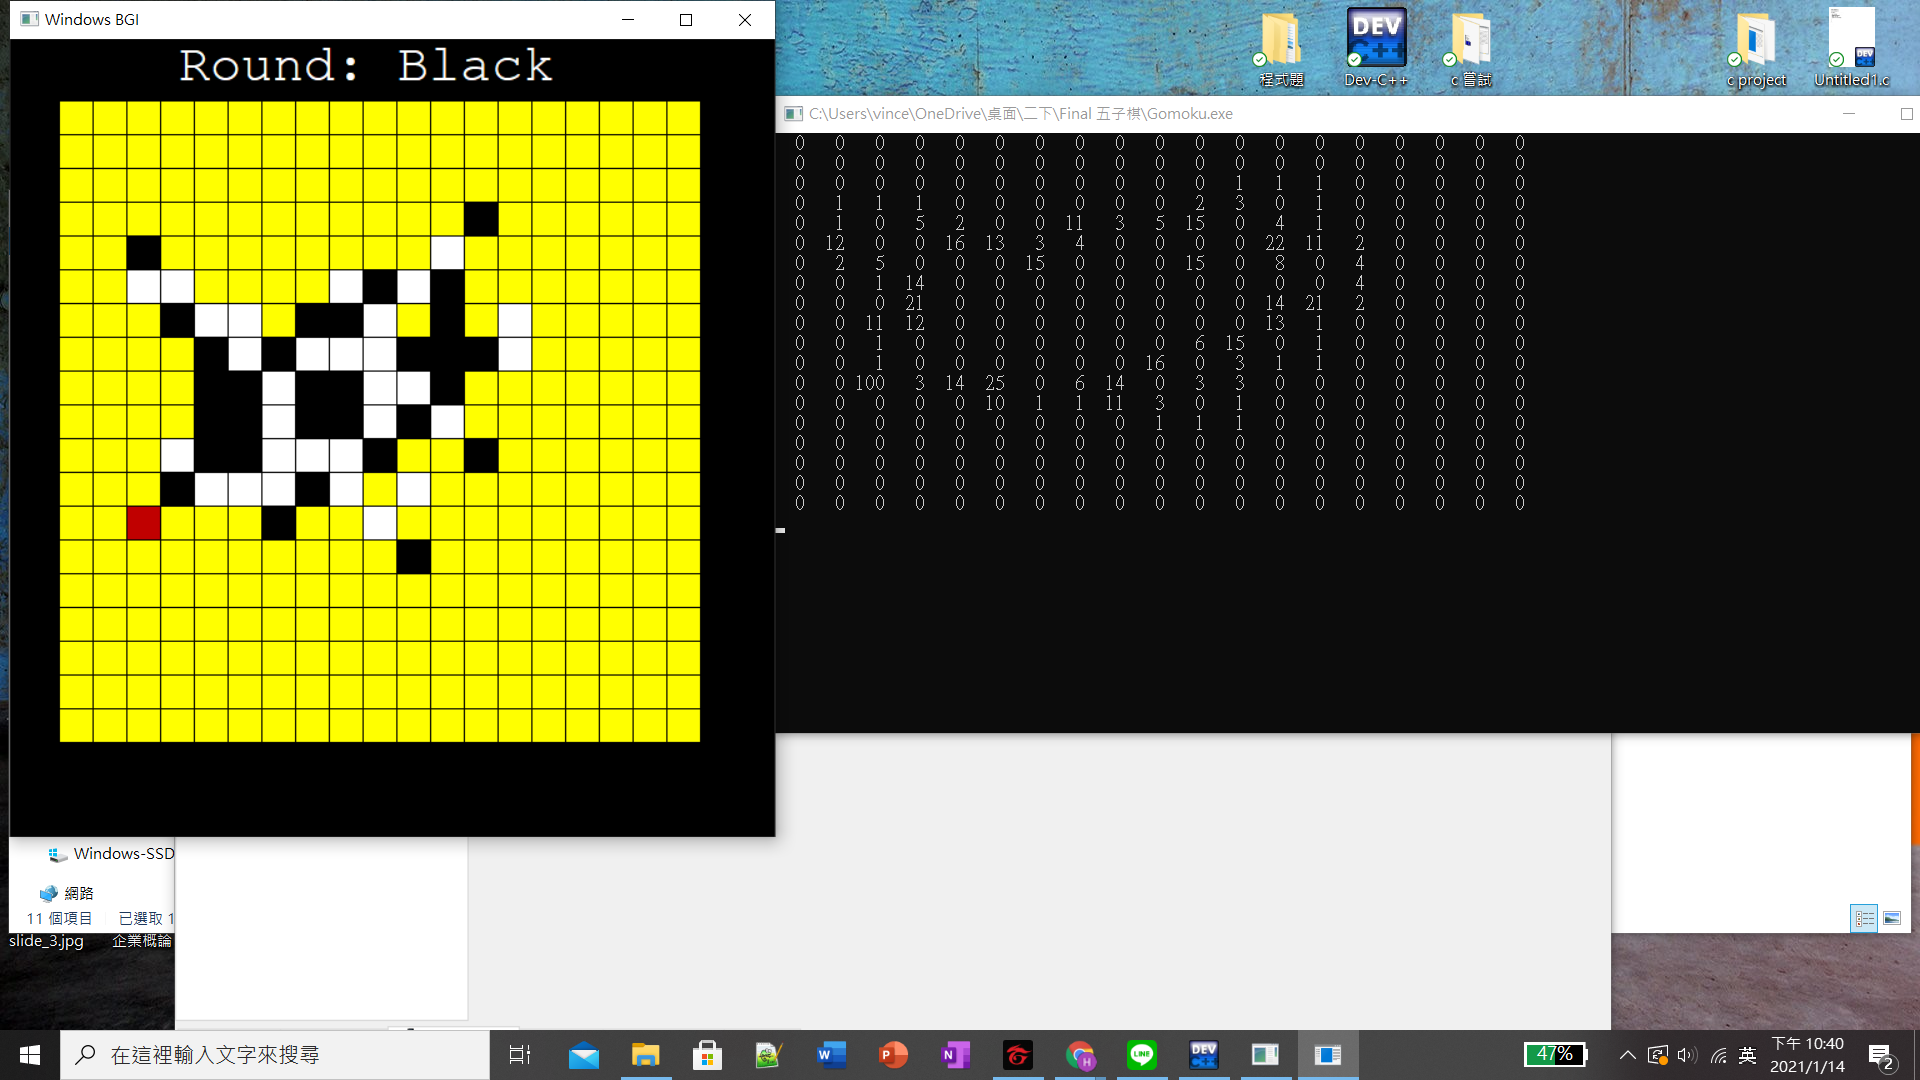 Windows BGI
Round: Black
程式題
Dev-C++
c 嘗試
c project
Untitled1.c
C:\Users\vince\OneDrive\桌面\二下\Final 五子棋\Gomoku.exe
0 0 0 0 0 0 0 0 0 0 0 0 0 0 0 0 0 0 0
0 0 0 0 0 0 0 0 0 0 0 0 0 0 0 0 0 0 0
0 0 0 0 0 0 0 0 0 0 0 1 1 1 0 0 0 0 0
0 1 1 1 0 0 0 0 0 0 2 3 0 1 0 0 0 0 0
0 1 0 5 2 0 0 11 3 5 15 0 4 1 0 0 0 0 0
0 12 0 0 16 13 3 4 0 0 0 0 22 11 2 0 0 0 0
0 2 5 0 0 0 15 0 0 0 15 0 8 0 4 0 0 0 0
0 0 1 14 0 0 0 0 0 0 0 0 0 0 4 0 0 0 0
0 0 0 21 0 0 0 0 0 0 0 0 14 21 2 0 0 0 0
0 0 11 12 0 0 0 0 0 0 0 0 13 1 0 0 0 0 0
0 0 1 0 0 0 0 0 0 0 6 15 0 1 0 0 0 0 0
0 0 1 0 0 0 0 0 0 16 0 3 1 1 0 0 0 0 0
0 0 100 3 14 25 0 6 14 0 3 3 0 0 0 0 0 0 0
0 0 0 0 0 10 1 1 11 3 0 1 0 0 0 0 0 0 0
0 0 0 0 0 0 0 0 0 1 1 1 0 0 0 0 0 0 0
0 0 0 0 0 0 0 0 0 0 0 0 0 0 0 0 0 0 0
0 0 0 0 0 0 0 0 0 0 0 0 0 0 0 0 0 0 0
0 0 0 0 0 0 0 0 0 0 0 0 0 0 0 0 0 0 0
0 0 0 0 0 0 0 0 0 0 0 0 0 0 0 0 0 0 0
Windows-SSD
網路
11 個項目 已選取 1
slide_3.jpg 企業概論
在這裡輸入文字來搜尋
47%
英
下午 10:40
2021/1/14
2